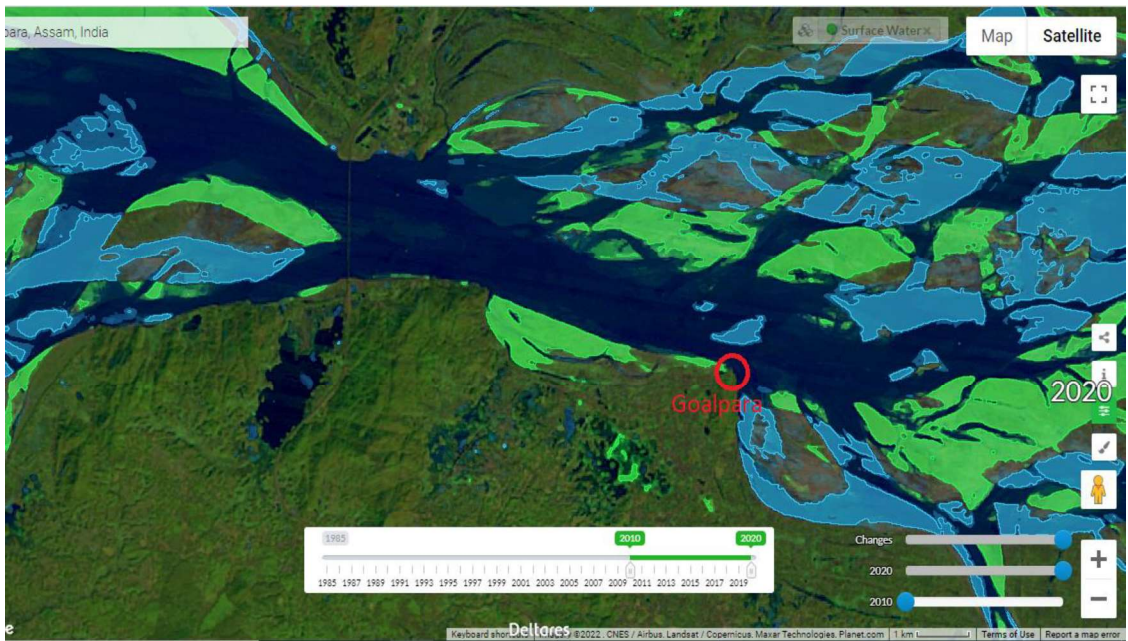 para, Assam, India
Surface Water ×
Map Satellite
2020
Goalpara
1985 2010 2020
1985 1987 1989 1991 1993 1995 1997 1999 2001 2003 2005 2007 2009 2011 2013 2015 2017 2019
Changes
2020
2010
Deltares
Keyboard ©2022 , CNES / Airbus, Landsat / Copernicus, Maxar Technologies, Planet.com 1 km Terms of Use Report a map error